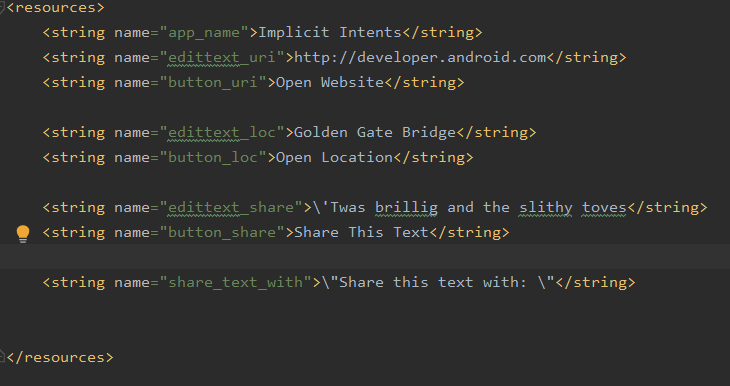 <resources>
<string name="app_name">Implicit Intents</string>
<string name="edittext_uri">http://developer.android.com</string>
<string name="button_uri">Open Website</string>
<string name="edittext_loc">Golden Gate Bridge</string>
<string name="button_loc">Open Location</string>
<string name="edittext_share">\'Twas brillig and the slithy toves</string>
<string name="button_share">Share This Text</string>
<string name="share_text_with">\"Share this text with: \"</string>
</resources>